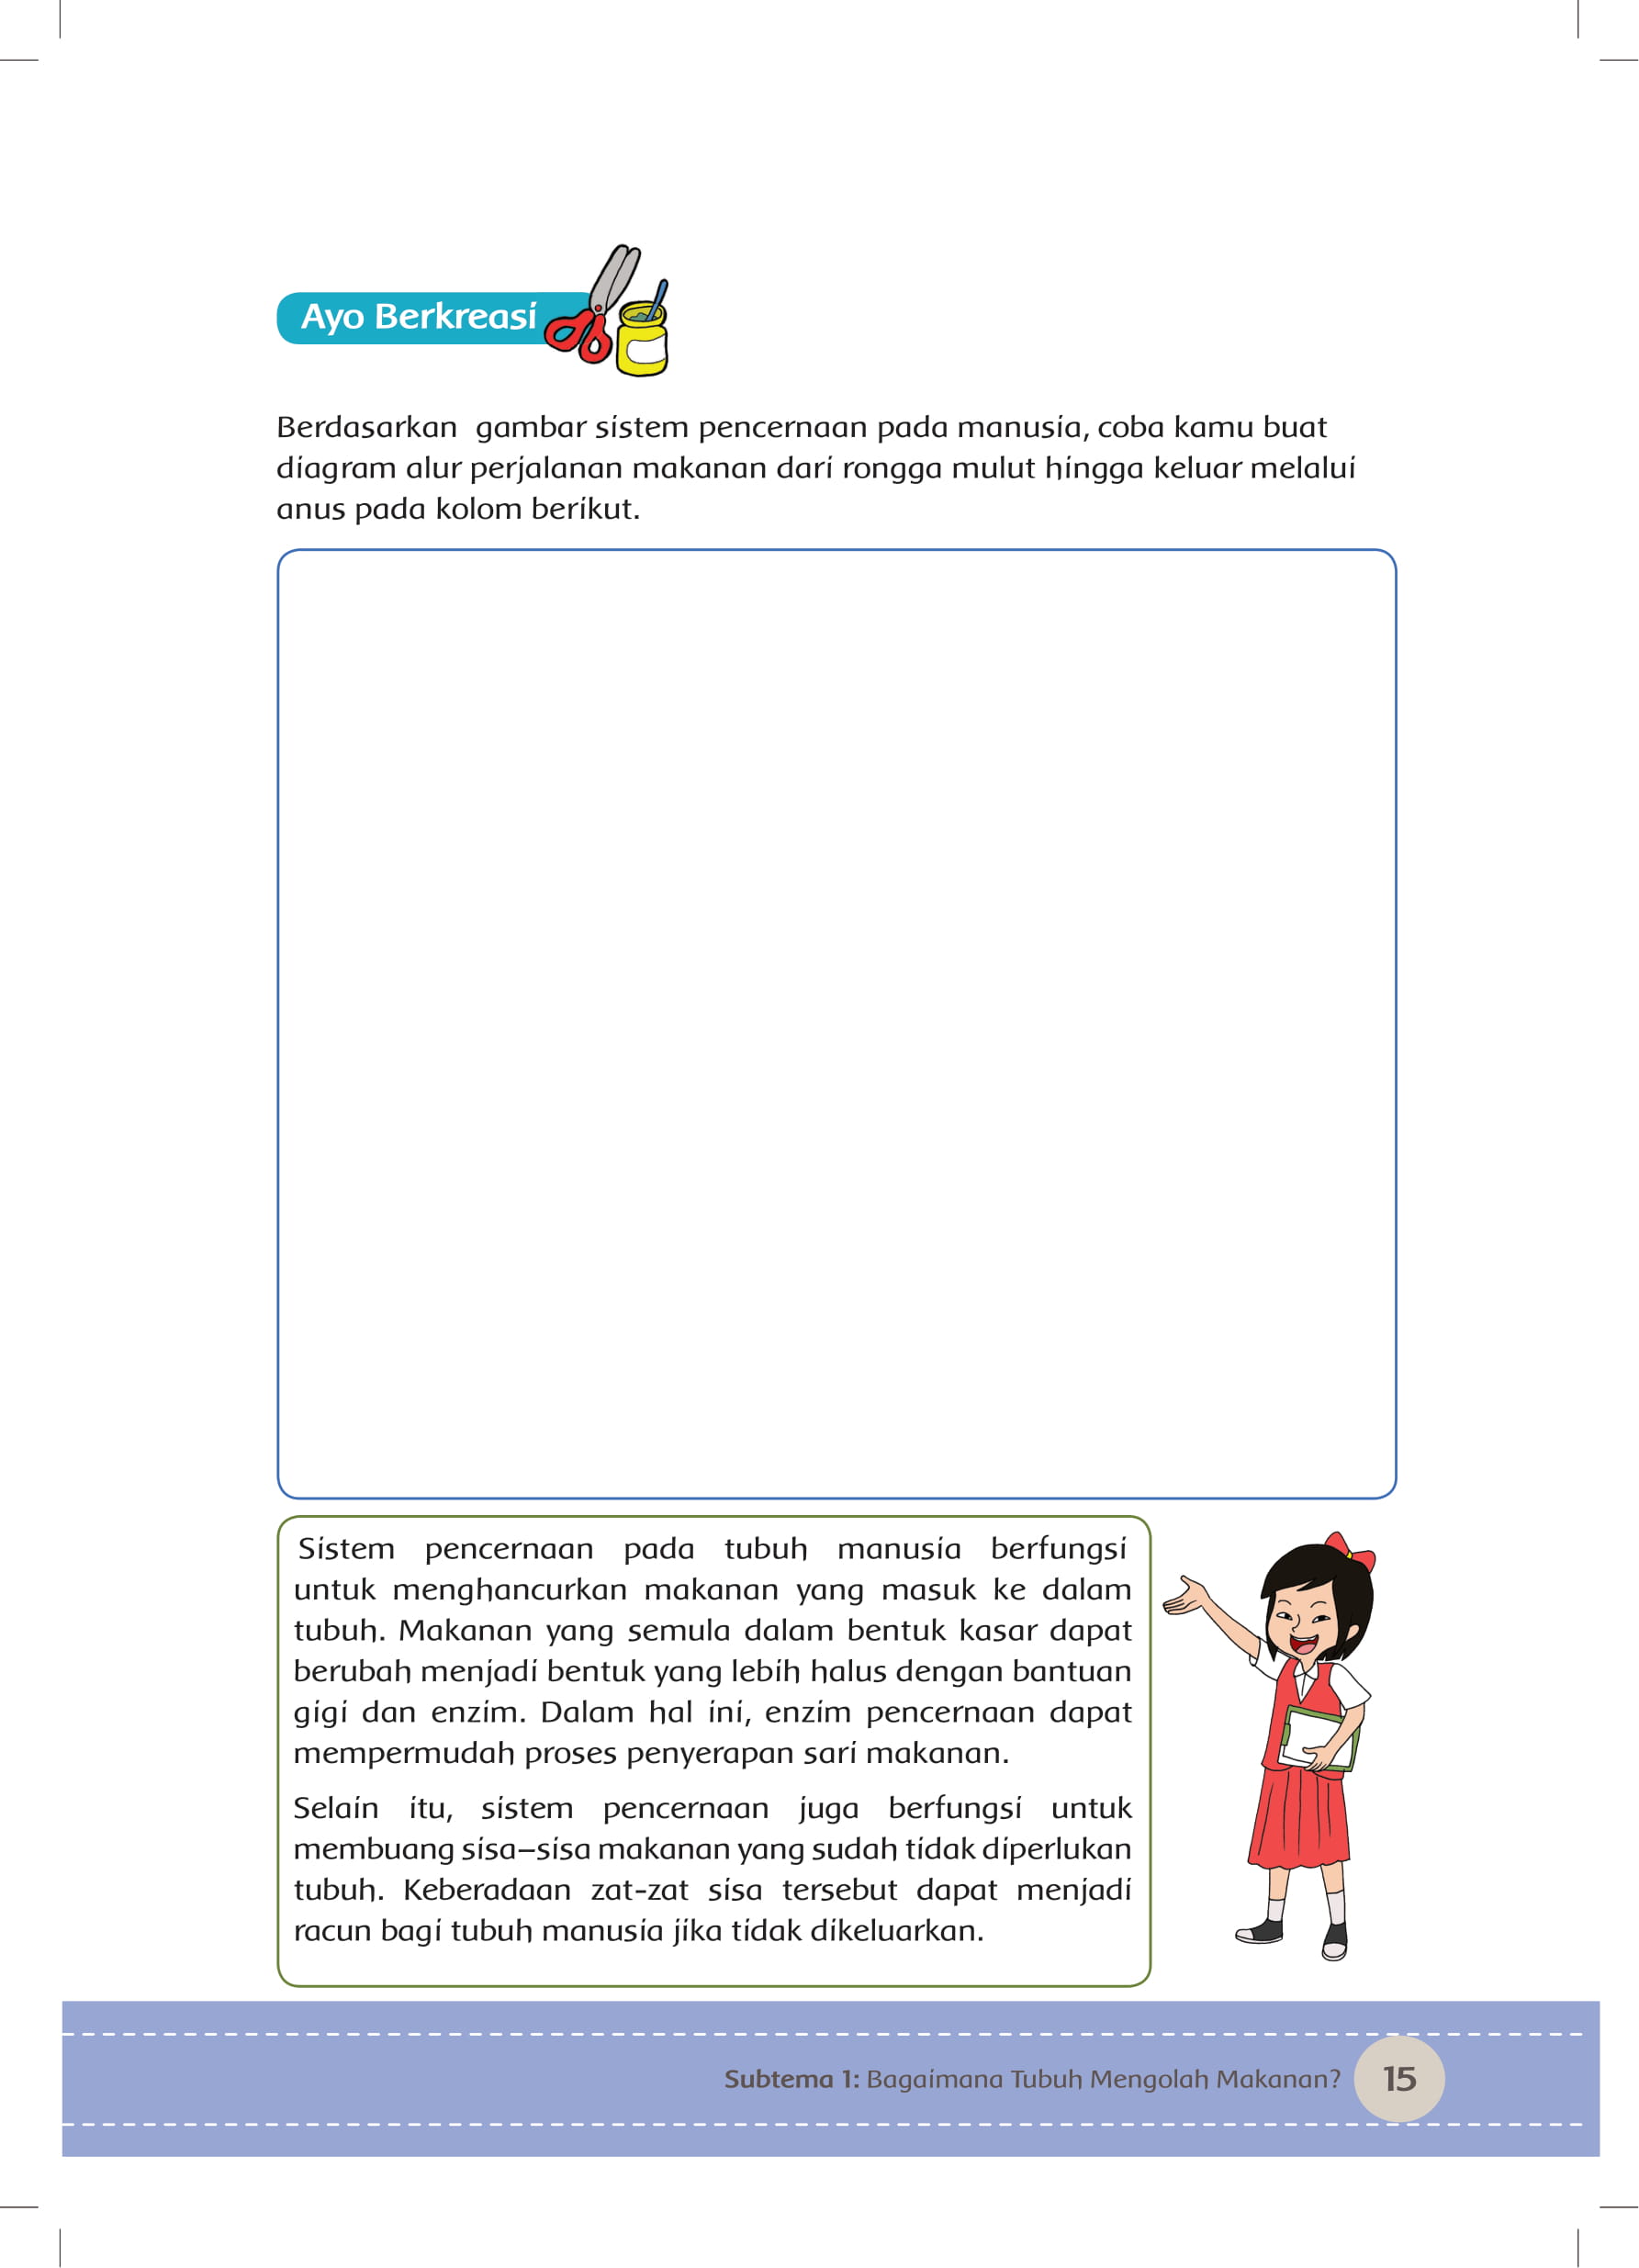 Ayo Berkreasi
Berdasarkan gambar sistem pencernaan pada manusia, coba kamu buat
diagram alur perjalanan makanan dari rongga mulut hingga keluar melalui
anus pada kolom berikut.
Sistem pencernaan pada tubuh manusia berfungsi
untuk menghancurkan makanan yang masuk ke dalam
tubuh. Makanan yang semula dalam bentuk kasar dapat
berubah menjadi bentuk yang lebih halus dengan bantuan
gigi dan enzim. Dalam hal ini, enzim pencernaan dapat
mempermudah proses penyerapan sari makanan.
Selain itu, sistem pencernaan juga berfungsi untuk
membuang sisa–sisa makanan yang sudah tidak diperlukan
tubuh. Keberadaan zat-zat sisa tersebut dapat menjadi
racun bagi tubuh manusia jika tidak dikeluarkan.
Subtema 1: Bagaimana Tubuh Mengolah Makanan? 15